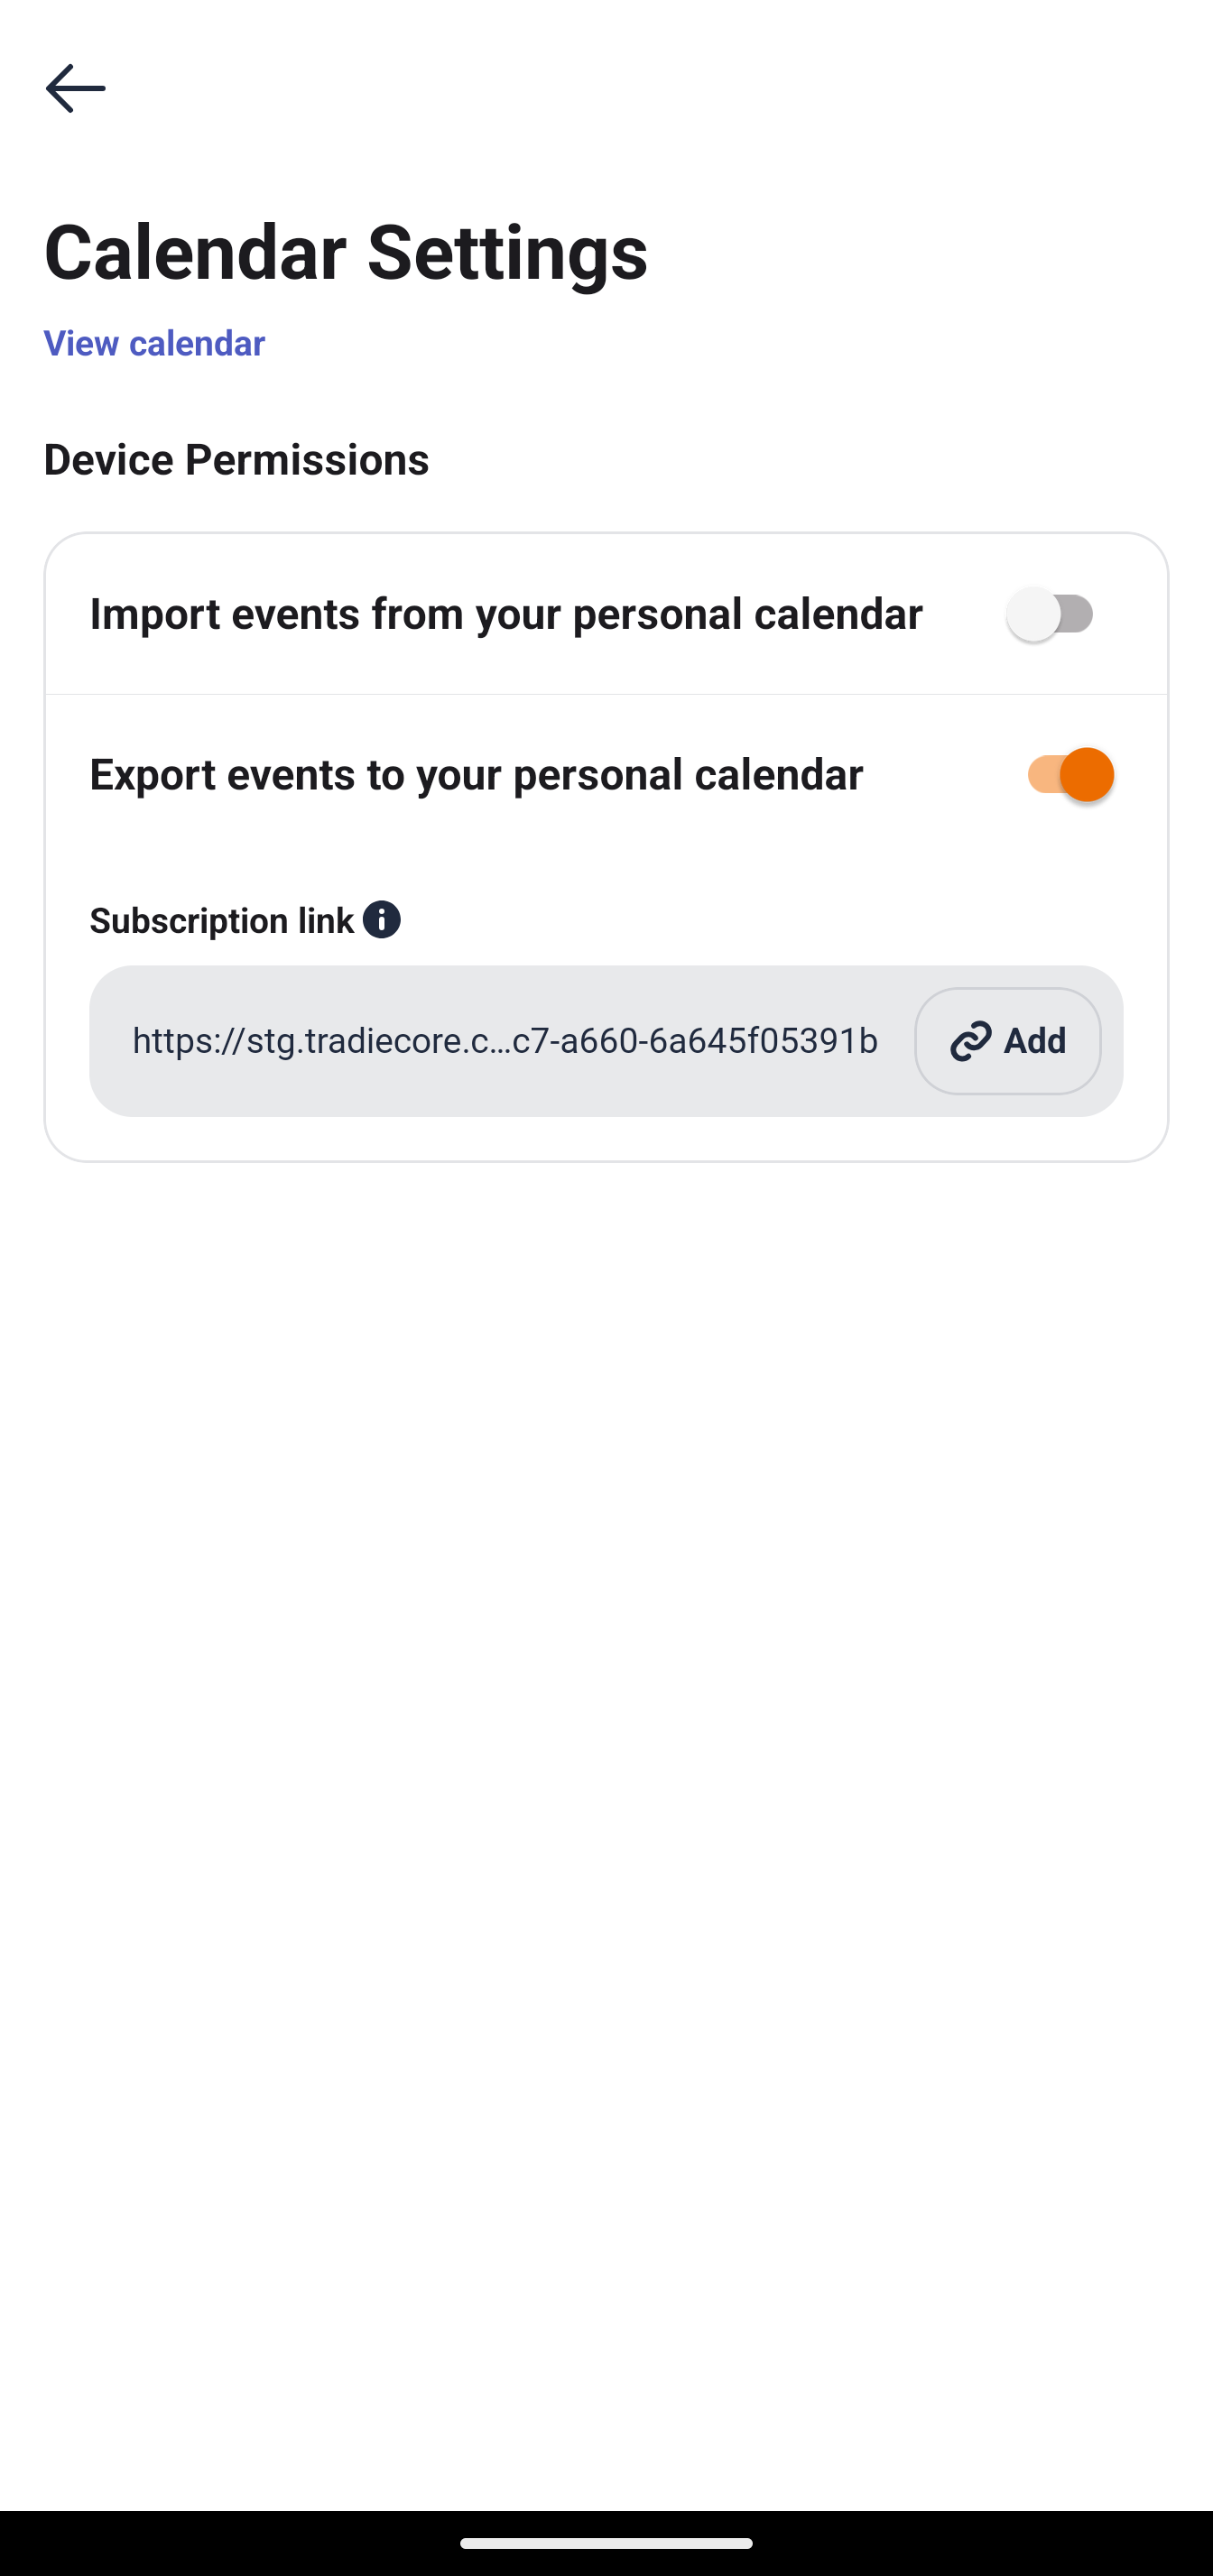 Calendar Settings
View calendar
Device Permissions
Import events from your personal calendar
Export events to your personal calendar
Subscription link
https://stg.tradiecore.c...c7-a660-6a645f05391b
Add